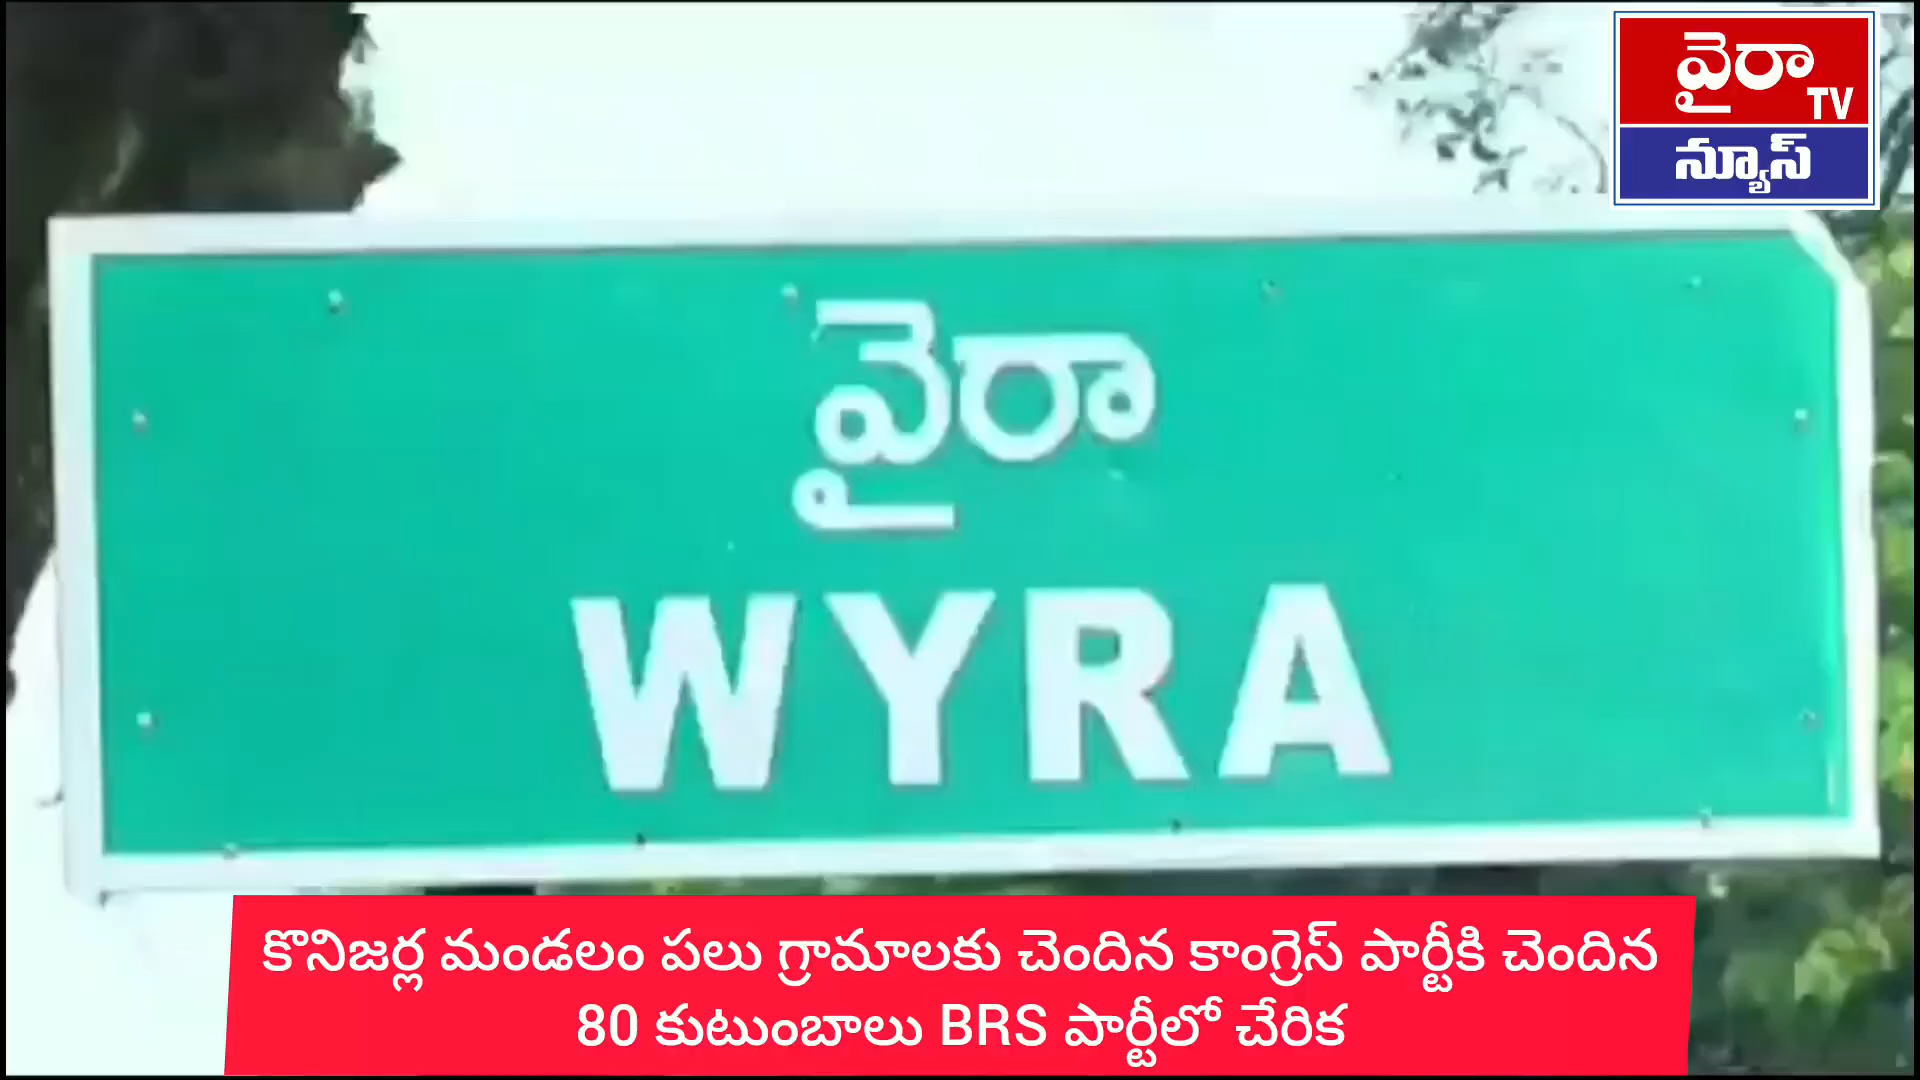 వైరా
TV
న్యూస్
వైరా
WYRA
కొనిజర్ల మండలం పలు గ్రామాలకు చెందిన కాంగ్రెస్ పార్టీకి చెందిన
80 కుటుంబాలు BRS పార్టీలో చేరిక